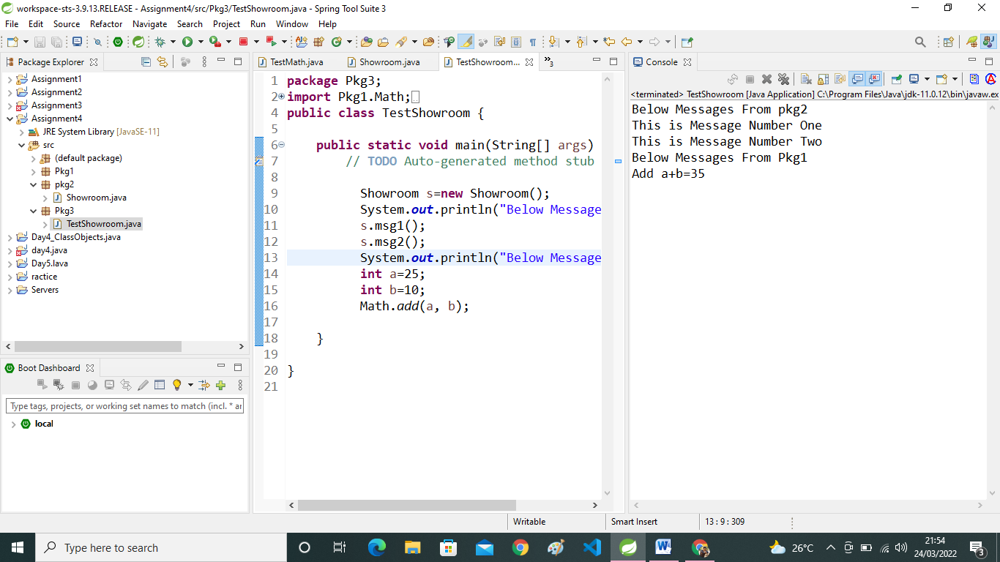 workspace-sts-3.9.13.RELEASE - Assignment4/src/Pkg3/TestShowroom.java - Spring Tool Suite 3
File Edit Source Refactor Navigate Search Project Run Window Help
Package Explorer
Assignment1
Assignment2
Assignment3
Assignment4
JRE System Library [JavaSE-11]
src
(default package)
Pkg1
pkg2
Showroom.java
Pkg3
TestShowroom.java
Day4_ClassObjects.java
day4.java
Day5.lava
ractice
Servers
Boot Dashboard
Type tags, projects, or working set names to match (incl. * ar
local
TestMath.java Showroom.java TestShowroom... »3
1 package Pkg3;
2 import Pkg1.Math;
4 public class TestShowroom {
5
6 public static void main(String[] args)
7 // TODO Auto-generated method stub
8
9 Showroom s=new Showroom();
10 System.out.println("Below Message
11 s.msg1();
12 s.msg2();
13 System.out.println("Below Message
14 int a=25;
15 int b=10;
16 Math.add(a, b);
17
18 }
19
20 }
21
Console
<terminated> TestShowroom [Java Application] C:\Program Files\Java\jdk-11.0.12\bin\javaw.ex
Below Messages From pkg2
This is Message Number One
This is Message Number Two
Below Messages From Pkg1
Add a+b=35
Writable Smart Insert 13 : 9 : 309
Type here to search
26°C
21:54
24/03/2022
3